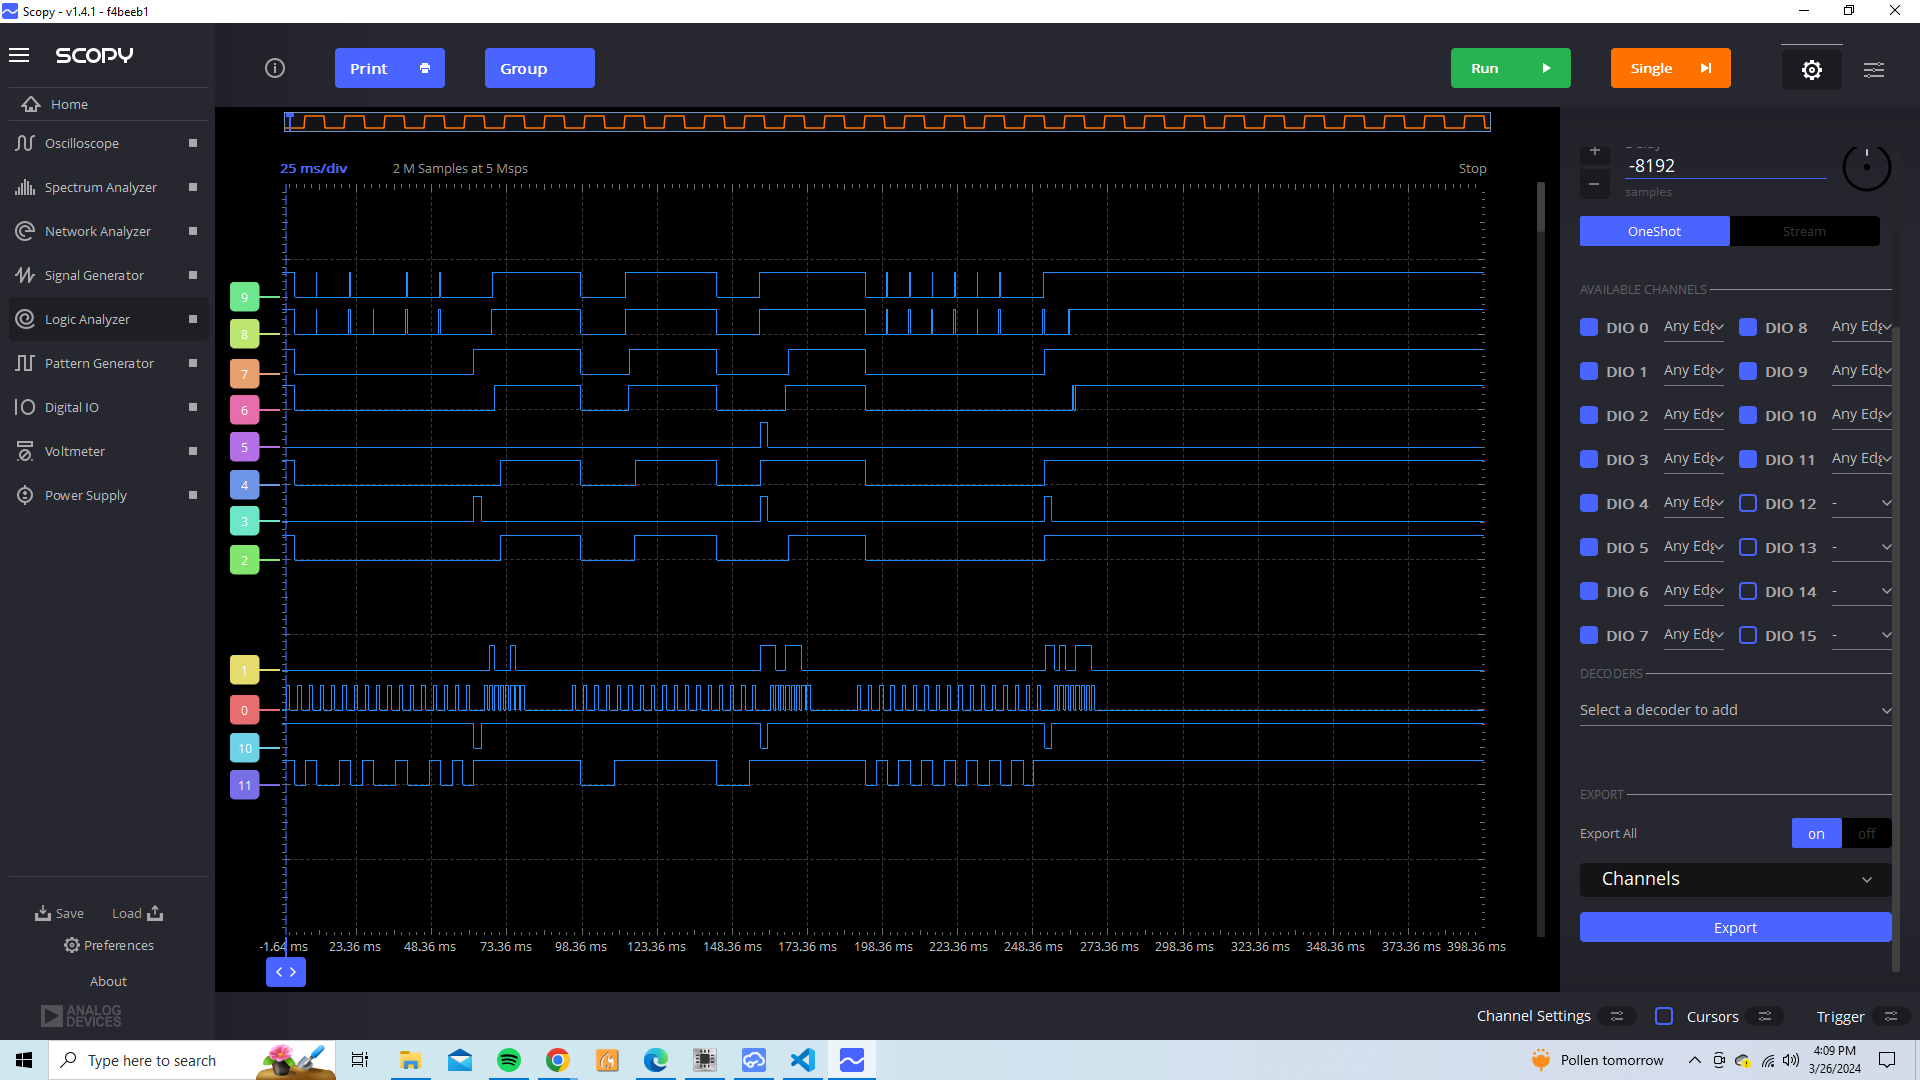 Scopy - v1.4.1 - f4beeb1
SCOPY
Print
Group
Run
Single
Home
Oscilloscope
Spectrum Analyzer
Network Analyzer
Signal Generator
Logic Analyzer
Pattern Generator
Digital IO
Voltmeter
Power Supply
Save
Load
Preferences
About
ANALOG
DEVICES
25 ms/div
2 M Samples at 5 Msps
Stop
9
8
7
6
5
4
3
2
1
0
10
11
-1.64 ms 23.36 ms 48.36 ms 73.36 ms 98.36 ms 123.36 ms 148.36 ms 173.36 ms 198.36 ms 223.36 ms 248.36 ms 273.36 ms 298.36 ms 323.36 ms 348.36 ms 373.36 ms 398.36 ms
-8192
samples
OneShot
Stream
AVAILABLE CHANNELS
DIO 0 Any Edg DIO 8 Any Edg
DIO 1 Any Edg DIO 9 Any Edg
DIO 2 Any Edg DIO 10 Any Edg
DIO 3 Any Edg DIO 11 Any Edg
DIO 4 Any Edg DIO 12 -
DIO 5 Any Edg DIO 13 -
DIO 6 Any Edg DIO 14 -
DIO 7 Any Edg DIO 15 -
DECODERS
Select a decoder to add
EXPORT
Export All
on
off
Channels
Export
Channel Settings
Cursors
Trigger
Type here to search
Pollen tomorrow
4:09 PM
3/26/2024